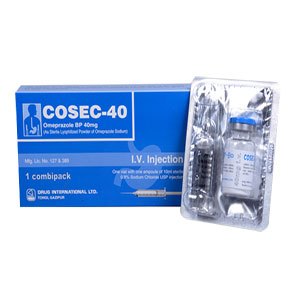 COSEC-40
Omeprazole BP 40mg
(As Sterile Lyophilized Powder of Omeprazole Sodium)
Mfg. Lic. No. 127 & 380
I.V. Injection
1 combipack
One vial with one ampoule of 10ml sterile
0.9% Sodium Chloride USP injection
DRUG INTERNATIONAL LTD.
TONGI, GAZIPUR
COSEC